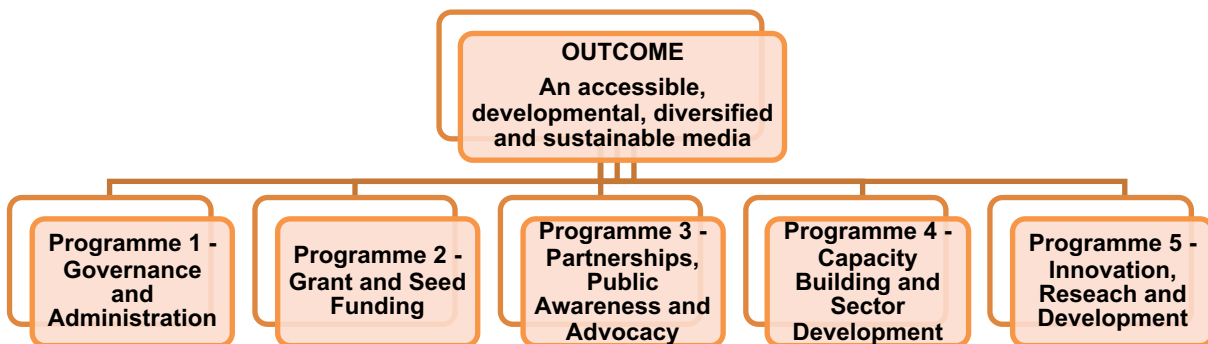 OUTCOME
An accessible,
developmental, diversified
and sustainable media
Programme 1 -
Governance
and
Administration
Programme 2 -
Grant and Seed
Funding
Programme 3 -
Partnerships,
Public
Awareness and
Advocacy
Programme 4 -
Capacity
Building and
Sector
Development
Programme 5 -
Innovation,
Reseach and
Development